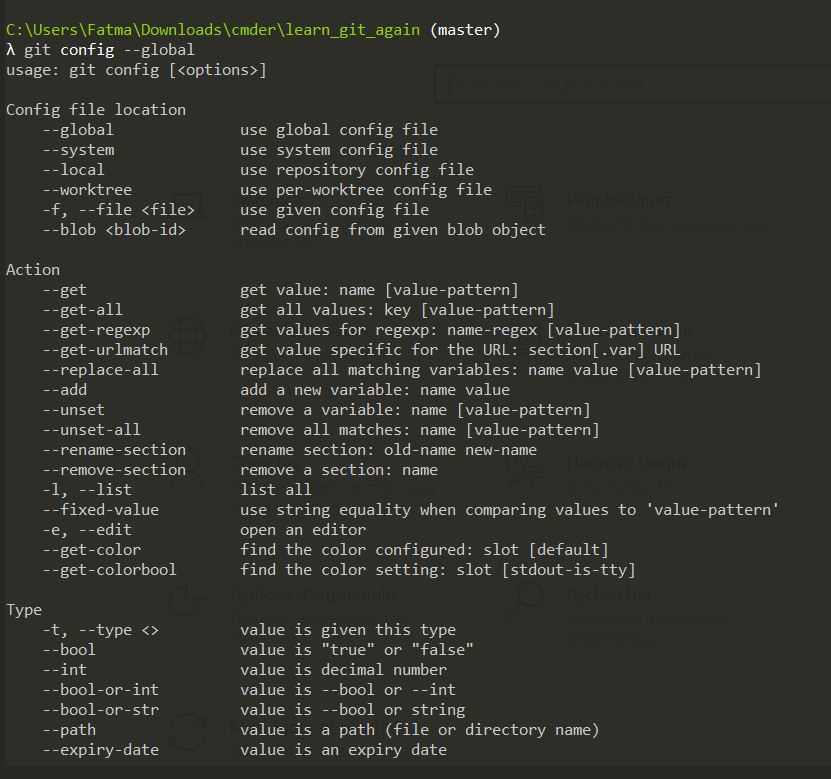 C:\Users\Fatma\Downloads\cmder\learn_git_again (master)
λ git config --global
usage: git config [<options>]
Rechercher un paramètre
Config file location
    --global              use global config file
    --system              use system config file
    --local               use repository config file
    --worktree            use per-worktree config file
    -f, --file <file>     use given config file
    --blob <blob-id>      read config from given blob object
Périphériques
Action
    --get                 get value: name [value-pattern]
    --get-all             get all values: key [value-pattern]
    --get-regexp          get values for regexp: name-regex [value-pattern]
    --get-urlmatch        get value specific for the URL: section[.var] URL
    --replace-all         replace all matching variables: name value [value-pattern]
    --add                 add a new variable: name value
    --unset               remove a variable: name [value-pattern]
    --unset-all           remove all matches: name [value-pattern]
    --rename-section      rename section: old-name new-name
    --remove-section      remove a section: name
    -l, --list            list all
    --fixed-value         use string equality when comparing values to 'value-pattern'
    -e, --edit            open an editor
    --get-color           find the color configured: slot [default]
    --get-colorbool       find the color setting: slot [stdout-is-tty]
Heure et langue
Options d'ergonomie
Rechercher
Type
    -t, --type <>         value is given this type
    --bool                value is "true" or "false"
    --int                 value is decimal number
    --bool-or-int         value is --bool or --int
    --bool-or-str         value is --bool or string
    --path                value is a path (file or directory name)
    --expiry-date         value is an expiry date